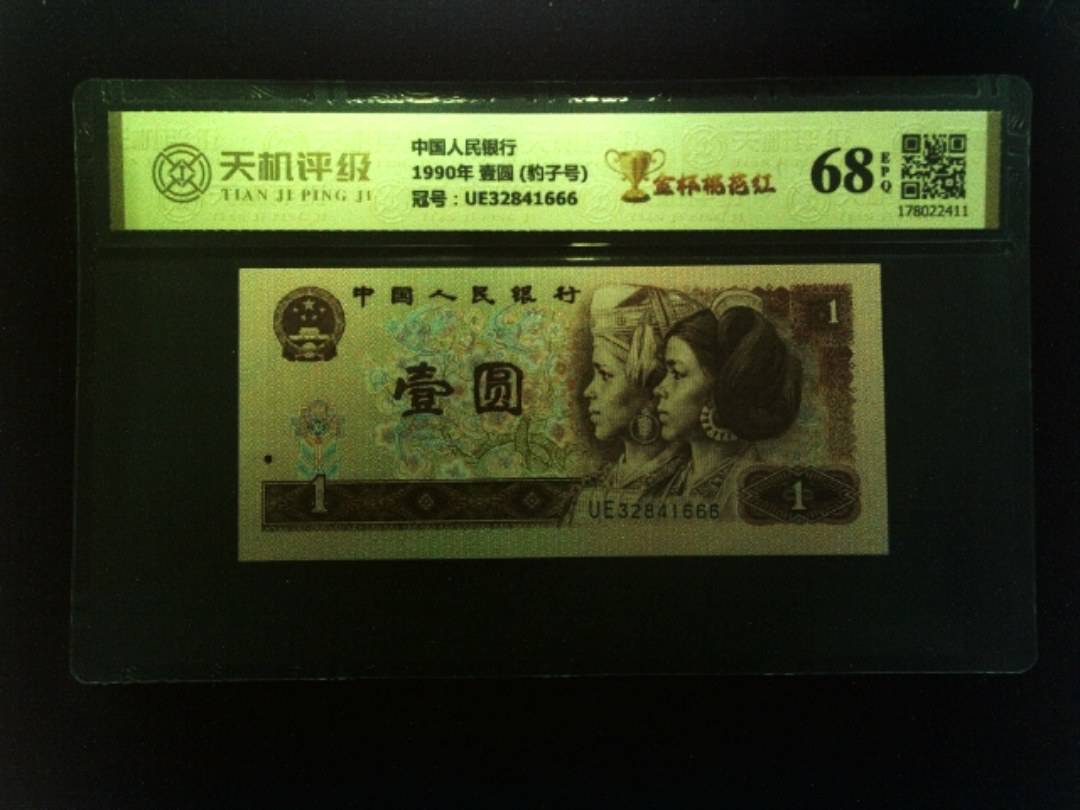 天机评级
TIAN JI PING JI
中国人民银行
1990年 壹圆 (豹子号)
冠号：UE32841666
金杯桃花红
68
EPQ
178022411
中国人民银行
1
壹圆
1
UE32841666
1